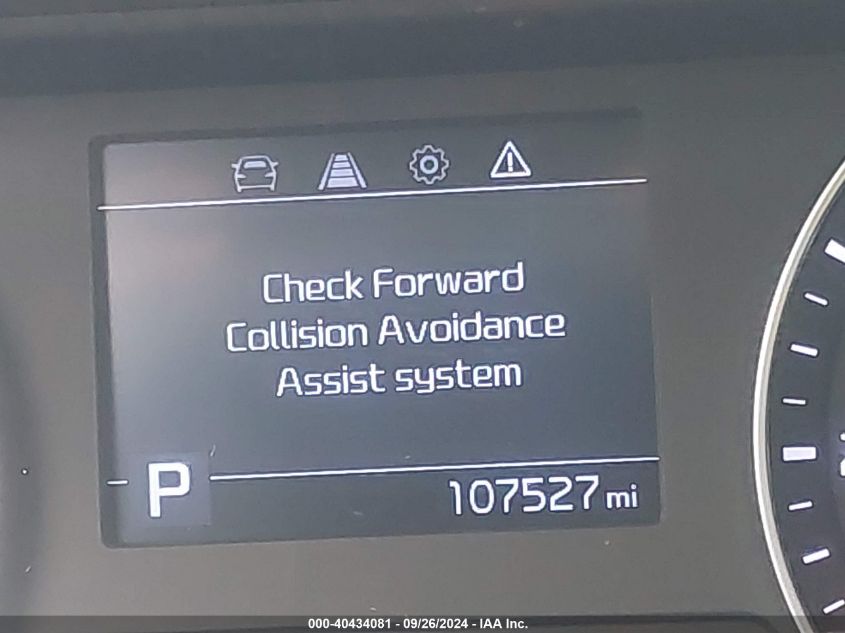 Check Forward
Collision Avoidance
Assist system
P
107527 mi
000-40434081 - 09/26/2024 - IAA Inc.